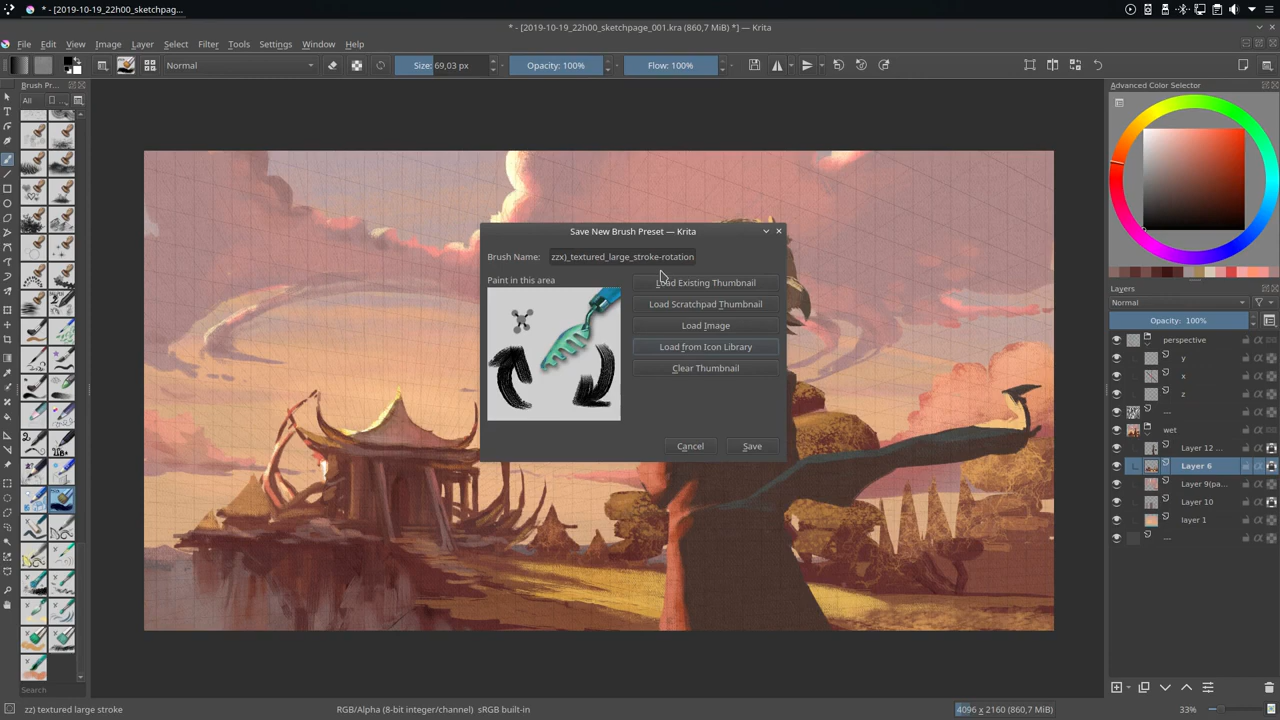 * - [2019-10-19_22h00_sketchpag...
* - [2019-10-19_22h00_sketchpage_001.kra (860,7 MiB) *] — Krita
File Edit View Image Layer Select Filter Tools Settings Window Help
Normal Size: 69,03 px Opacity: 100% Flow: 100%
Brush Pr...
All
Search
Save New Brush Preset — Krita
Brush Name: zzx)_textured_large_stroke-rotation
Paint in this area
Load Existing Thumbnail
Load Scratchpad Thumbnail
Load Image
Load from Icon Library
Clear Thumbnail
Cancel Save
Advanced Color Selector
Layers
Normal
Opacity: 100%
perspective
y
x
z
...
wet
Layer 12 ...
Layer 6
Layer 9(pa...
Layer 10
layer 1
...
zz) textured large stroke RGB/Alpha (8-bit integer/channel) sRGB built-in 4096 x 2160 (860,7 MiB) 33%